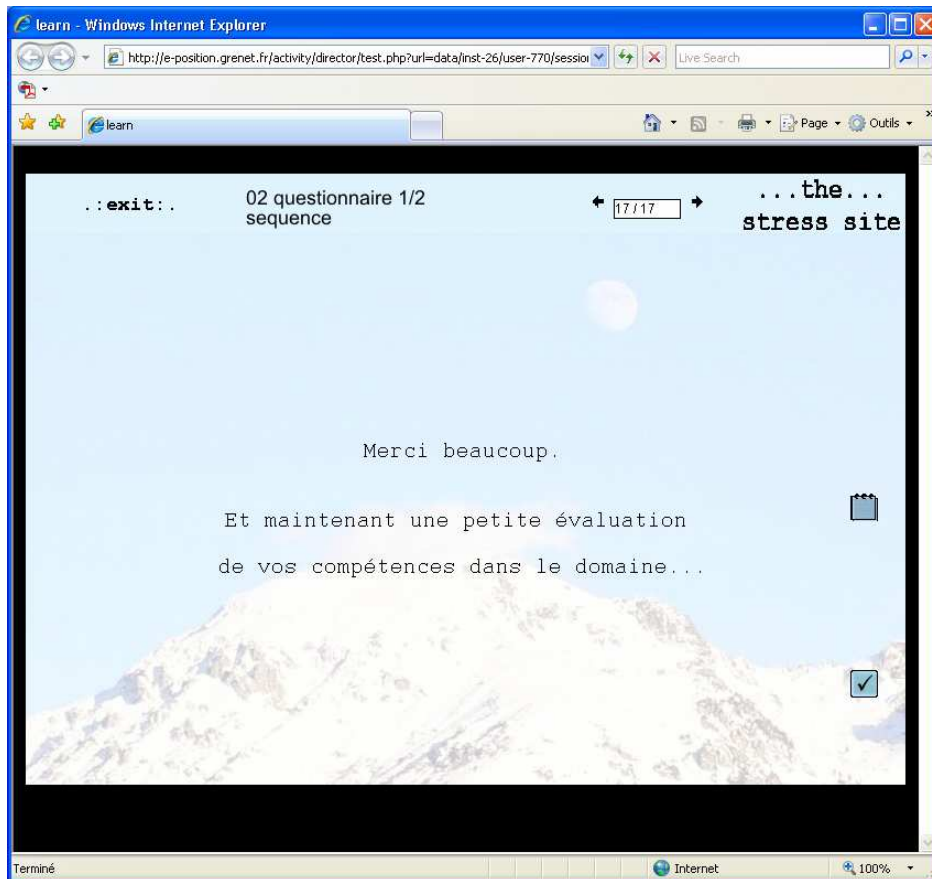 learn - Windows Internet Explorer
http://e-position.grenet.fr/activity/director/test.php?url=data/inst-26/user-770/session
Live Search
learn
Page
Outils
»
.:exit:.
02 questionnaire 1/2
sequence
17/17
...the...
stress site
Merci beaucoup.
Et maintenant une petite évaluation
de vos compétences dans le domaine...
Terminé
Internet
100%